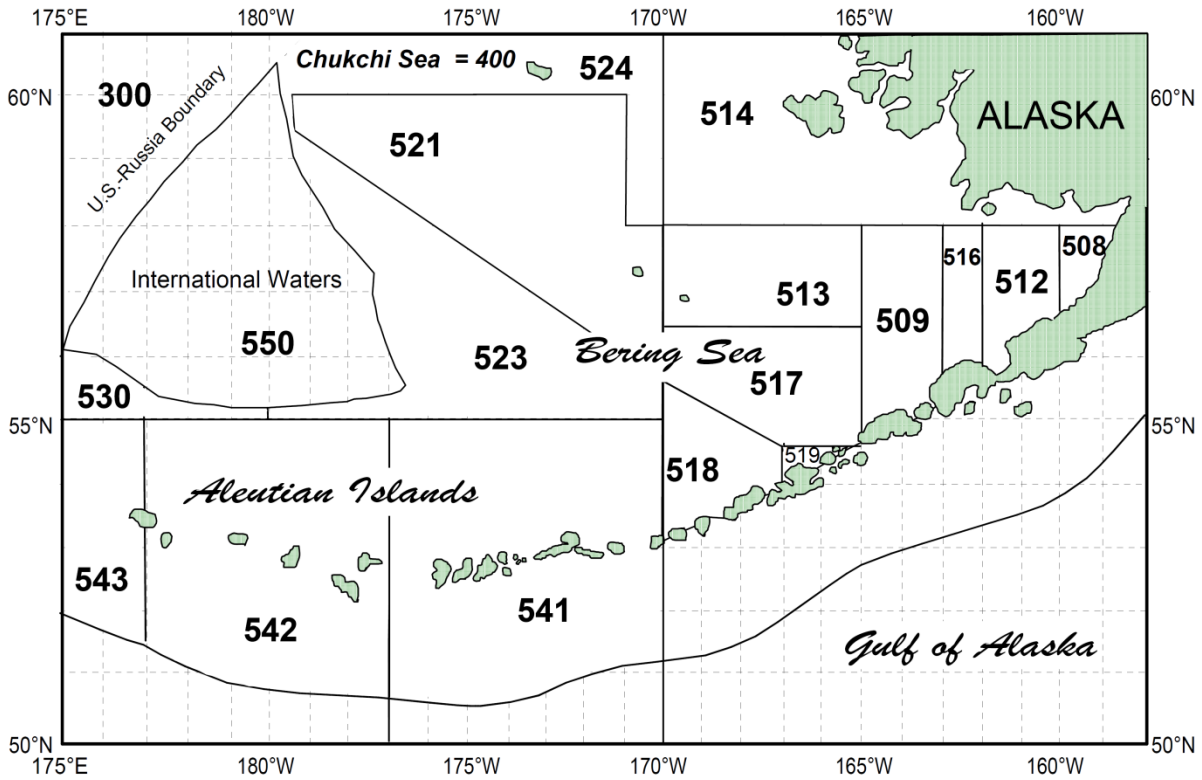 175°E 180°W 175°W 170°W 165°W 160°W
Chukchi Sea = 400
524
300
60°N
60°N
U.S.-Russia Boundary
514
ALASKA
521
International Waters
516
508
513
512
509
550
523
Bering Sea
517
530
55°N
55°N
519
518
Aleutian Islands
543
541
542
Gulf of Alaska
50°N
50°N
175°E 180°W 175°W 170°W 165°W 160°W